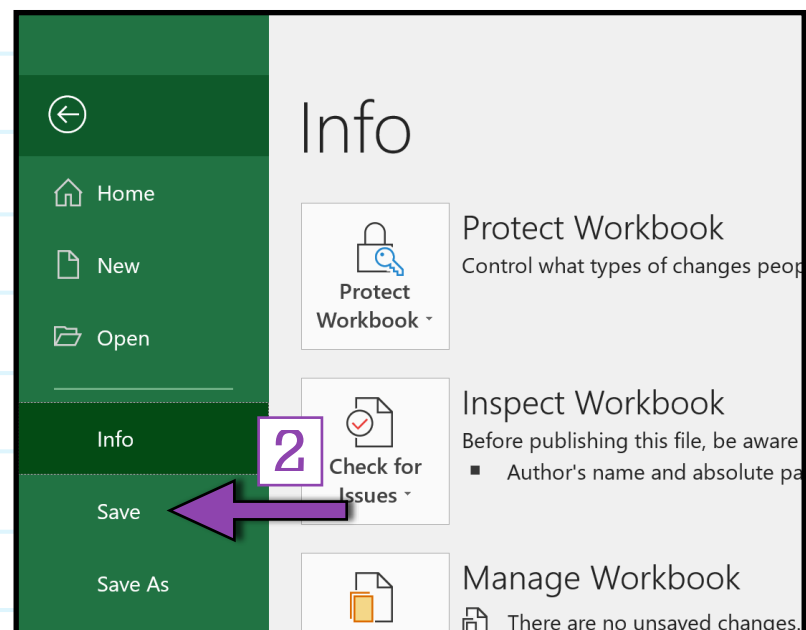 Info
Home
New
Open
Info
Save
Save As
2
Protect
Workbook
Protect Workbook
Control what types of changes peop
Check for
Issues
Inspect Workbook
Before publishing this file, be aware
Author's name and absolute pa
Manage Workbook
There are no unsaved changes.